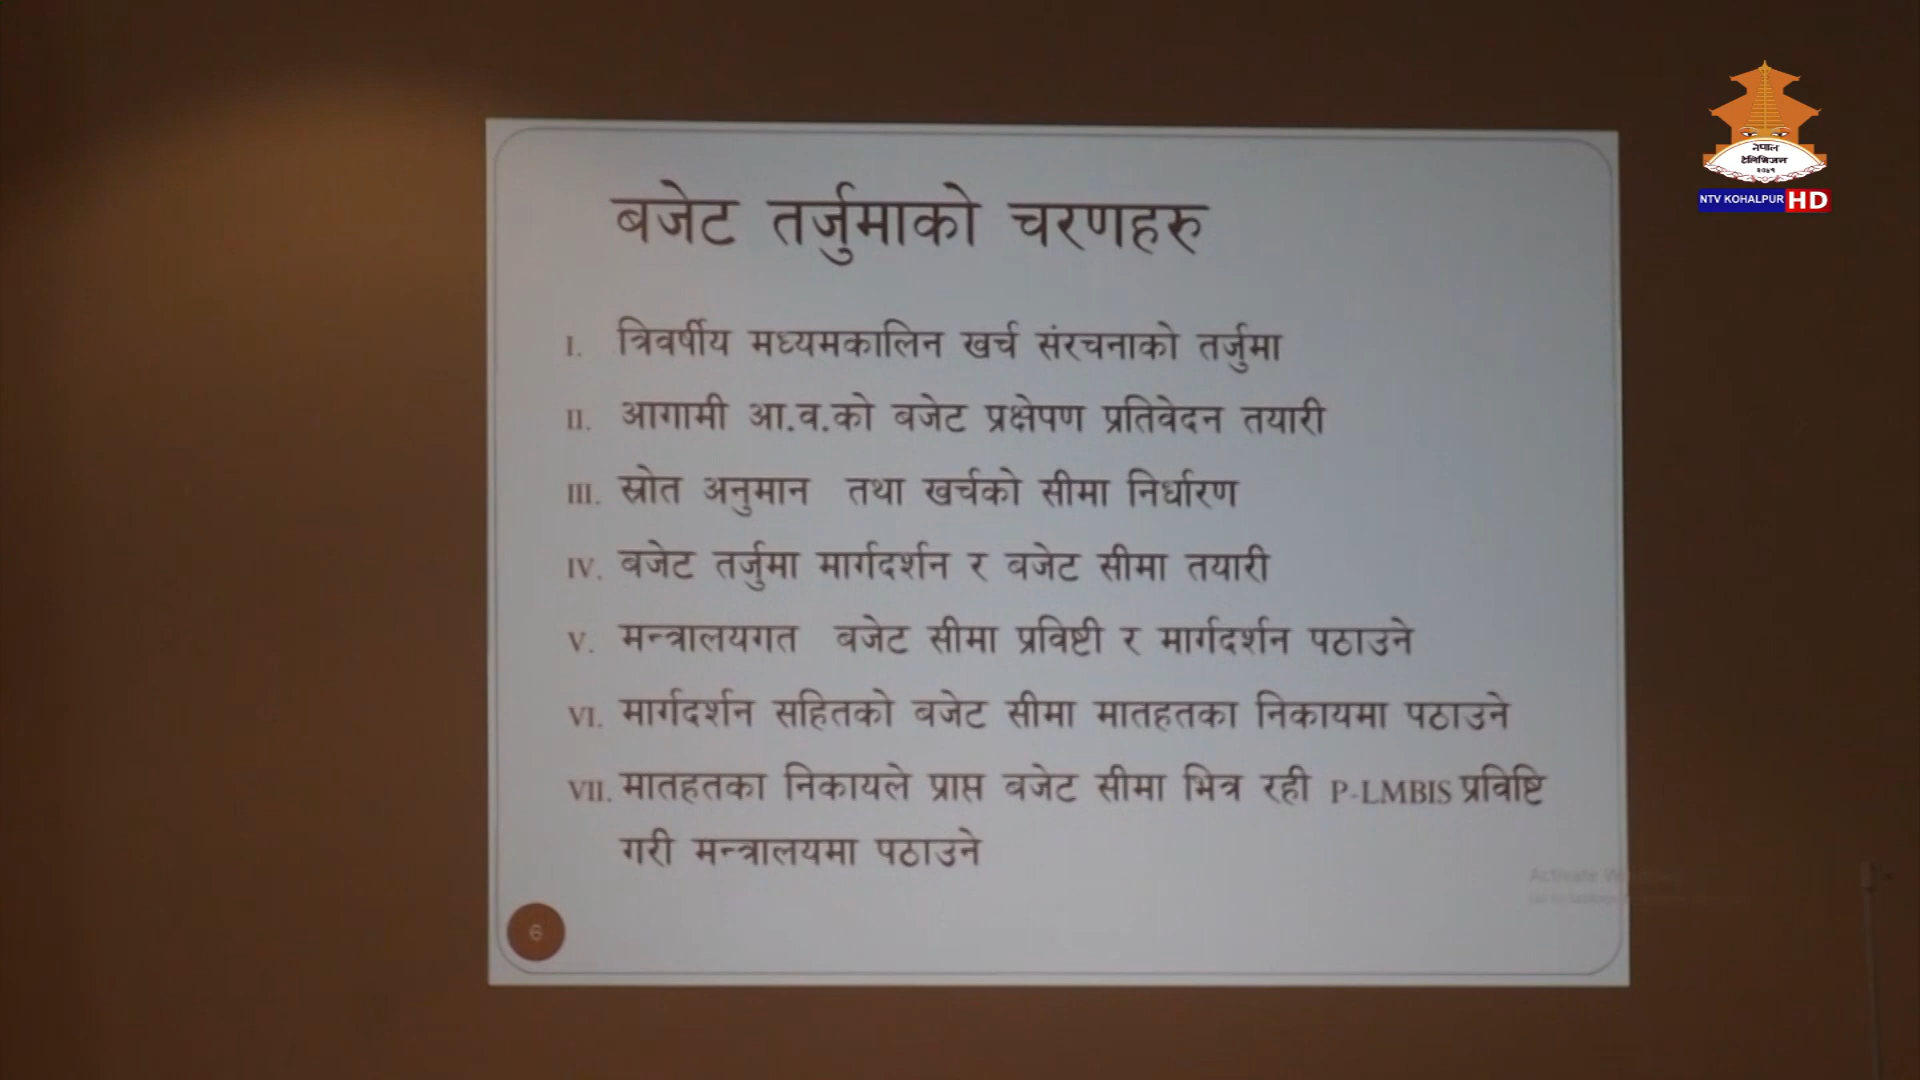 नेपाल
टेलिभिजन
२०४१
NTV KOHALPUR HD
बजेट तर्जुमाको चरणहरु
I. त्रिवर्षीय मध्यमकालिन खर्च संरचनाको तर्जुमा
II. आगामी आ.व.को बजेट प्रक्षेपण प्रतिवेदन तयारी
III. स्रोत अनुमान तथा खर्चको सीमा निर्धारण
IV. बजेट तर्जुमा मार्गदर्शन र बजेट सीमा तयारी
V. मन्त्रालयगत बजेट सीमा प्रविष्टी र मार्गदर्शन पठाउने
VI. मार्गदर्शन सहितको बजेट सीमा मातहतका निकायमा पठाउने
VII. मातहतका निकायले प्राप्त बजेट सीमा भित्र रही P-LMBIS प्रविष्टि
गरी मन्त्रालयमा पठाउने
Activate
6